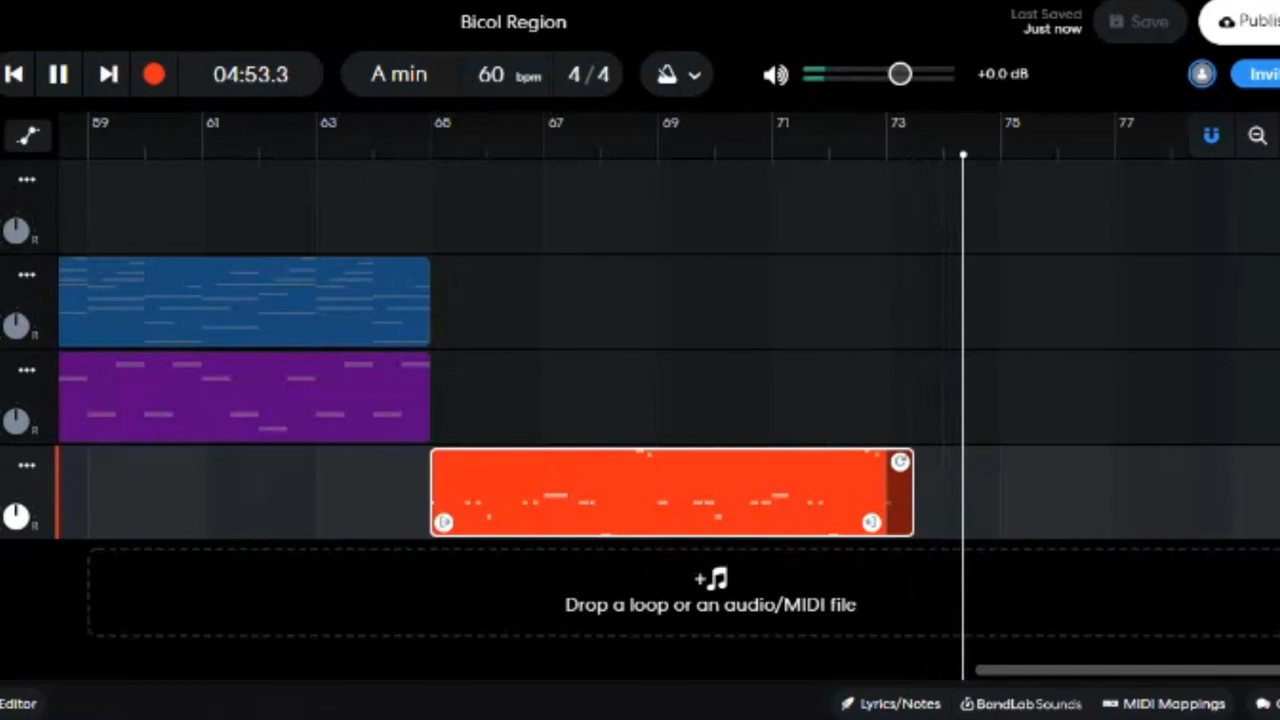 Bicol Region
Last Saved
Just now
Save
Publis
04:53.3
A min
60 bpm
4/4
+0.0 dB
Invi
59 61 63 65 67 69 71 73 75 77
R
R
R
R
+
Drop a loop or an audio/MIDI file
Editor
Lyrics/Notes
BandLab Sounds
MIDI Mappings